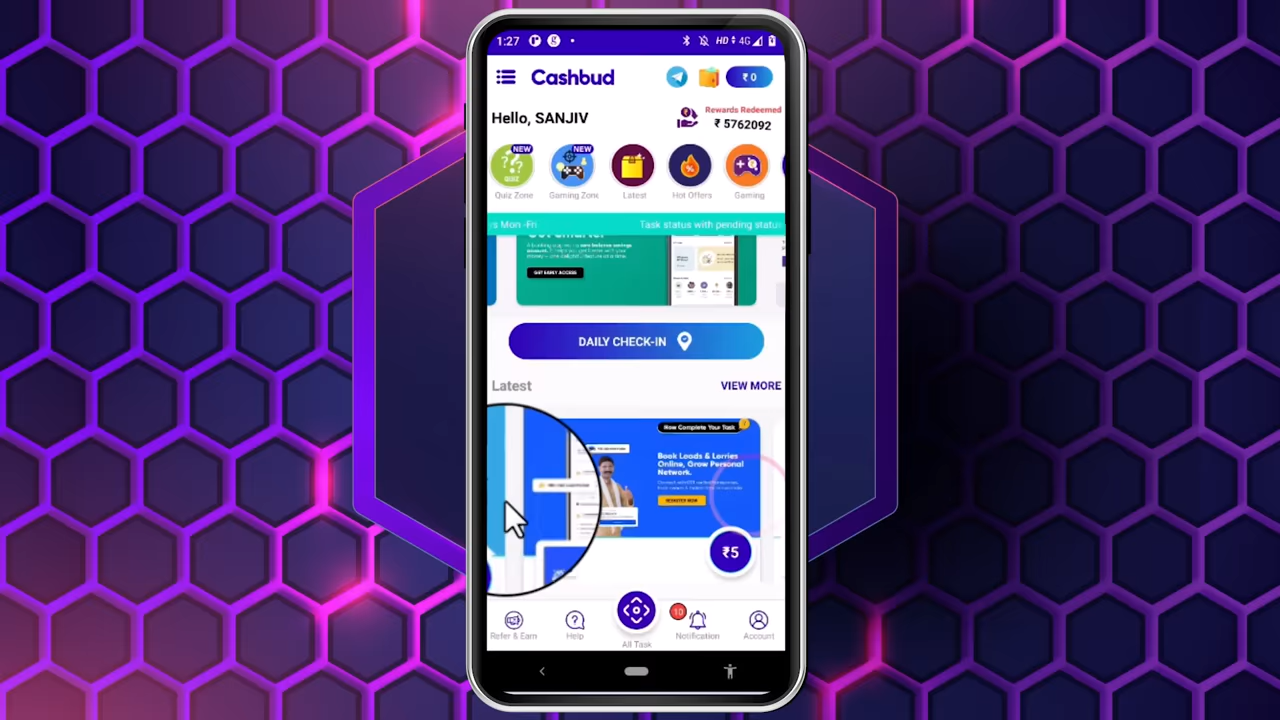 1:27 HD 4G
Cashbud ₹ 0
Hello, SANJIV
Rewards Redeemed
₹ 5762092
NEW NEW
QUIZ
Quiz Zone Gaming Zone Latest Hot Offers Gaming
s Mon -Fri Task status with pending status
GET EARLY ACCESS
DAILY CHECK-IN
Latest VIEW MORE
Now Complete Your Task
Book Loads & Lorries
Online, Grow Personal
Network.
REGISTER NOW
₹5
10
Refer & Earn Help All Task Notification Account